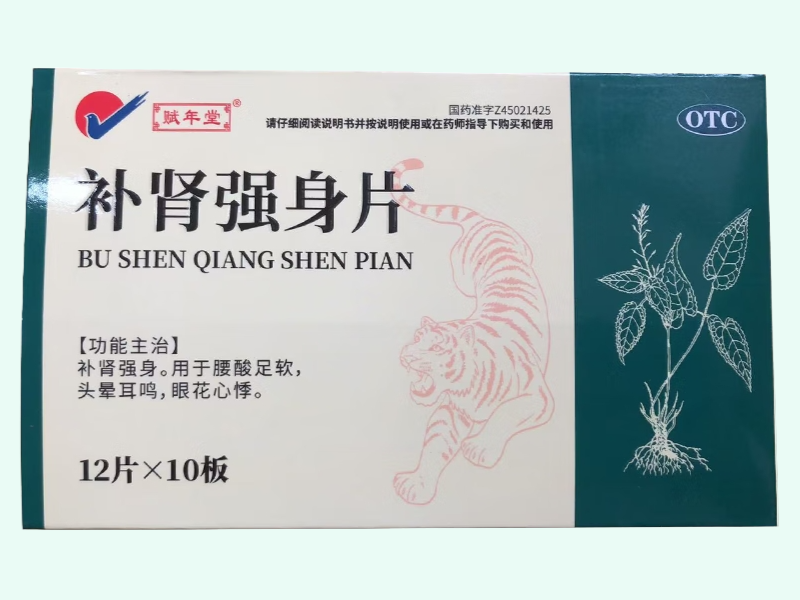 赋年堂®
国药准字Z45021425
请仔细阅读说明书并按说明使用或在药师指导下购买和使用
OTC
补肾强身片
BU SHEN QIANG SHEN PIAN
【功能主治】
补肾强身。用于腰酸足软，
头晕耳鸣，眼花心悸。
12片×10板